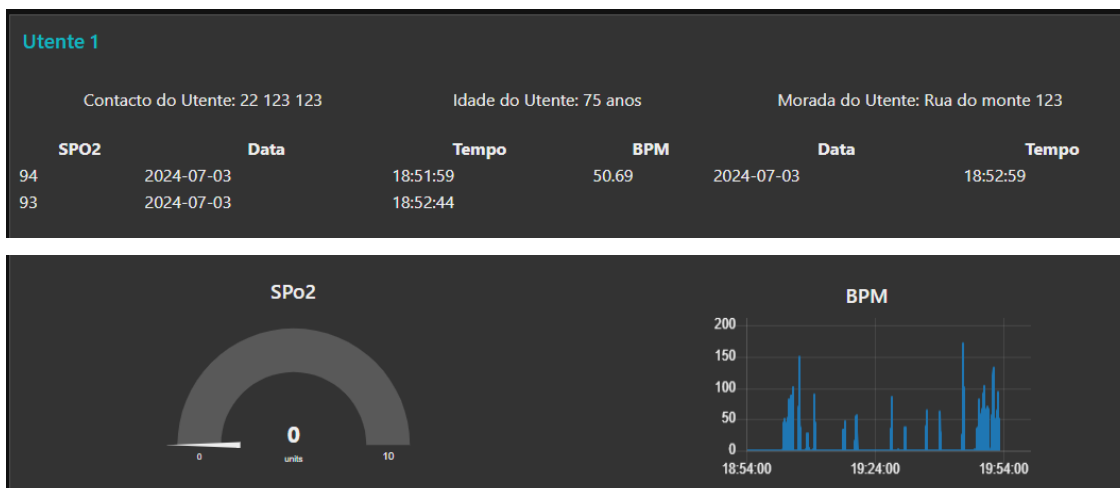 Utente 1
Contacto do Utente: 22 123 123 Idade do Utente: 75 anos Morada do Utente: Rua do monte 123
SPO2 Data Tempo BPM Data Tempo
94 2024-07-03 18:51:59 50.69 2024-07-03 18:52:59
93 2024-07-03 18:52:44
SPo2
0
units
0 10
BPM
200
150
100
50
0
18:54:00 19:24:00 19:54:00